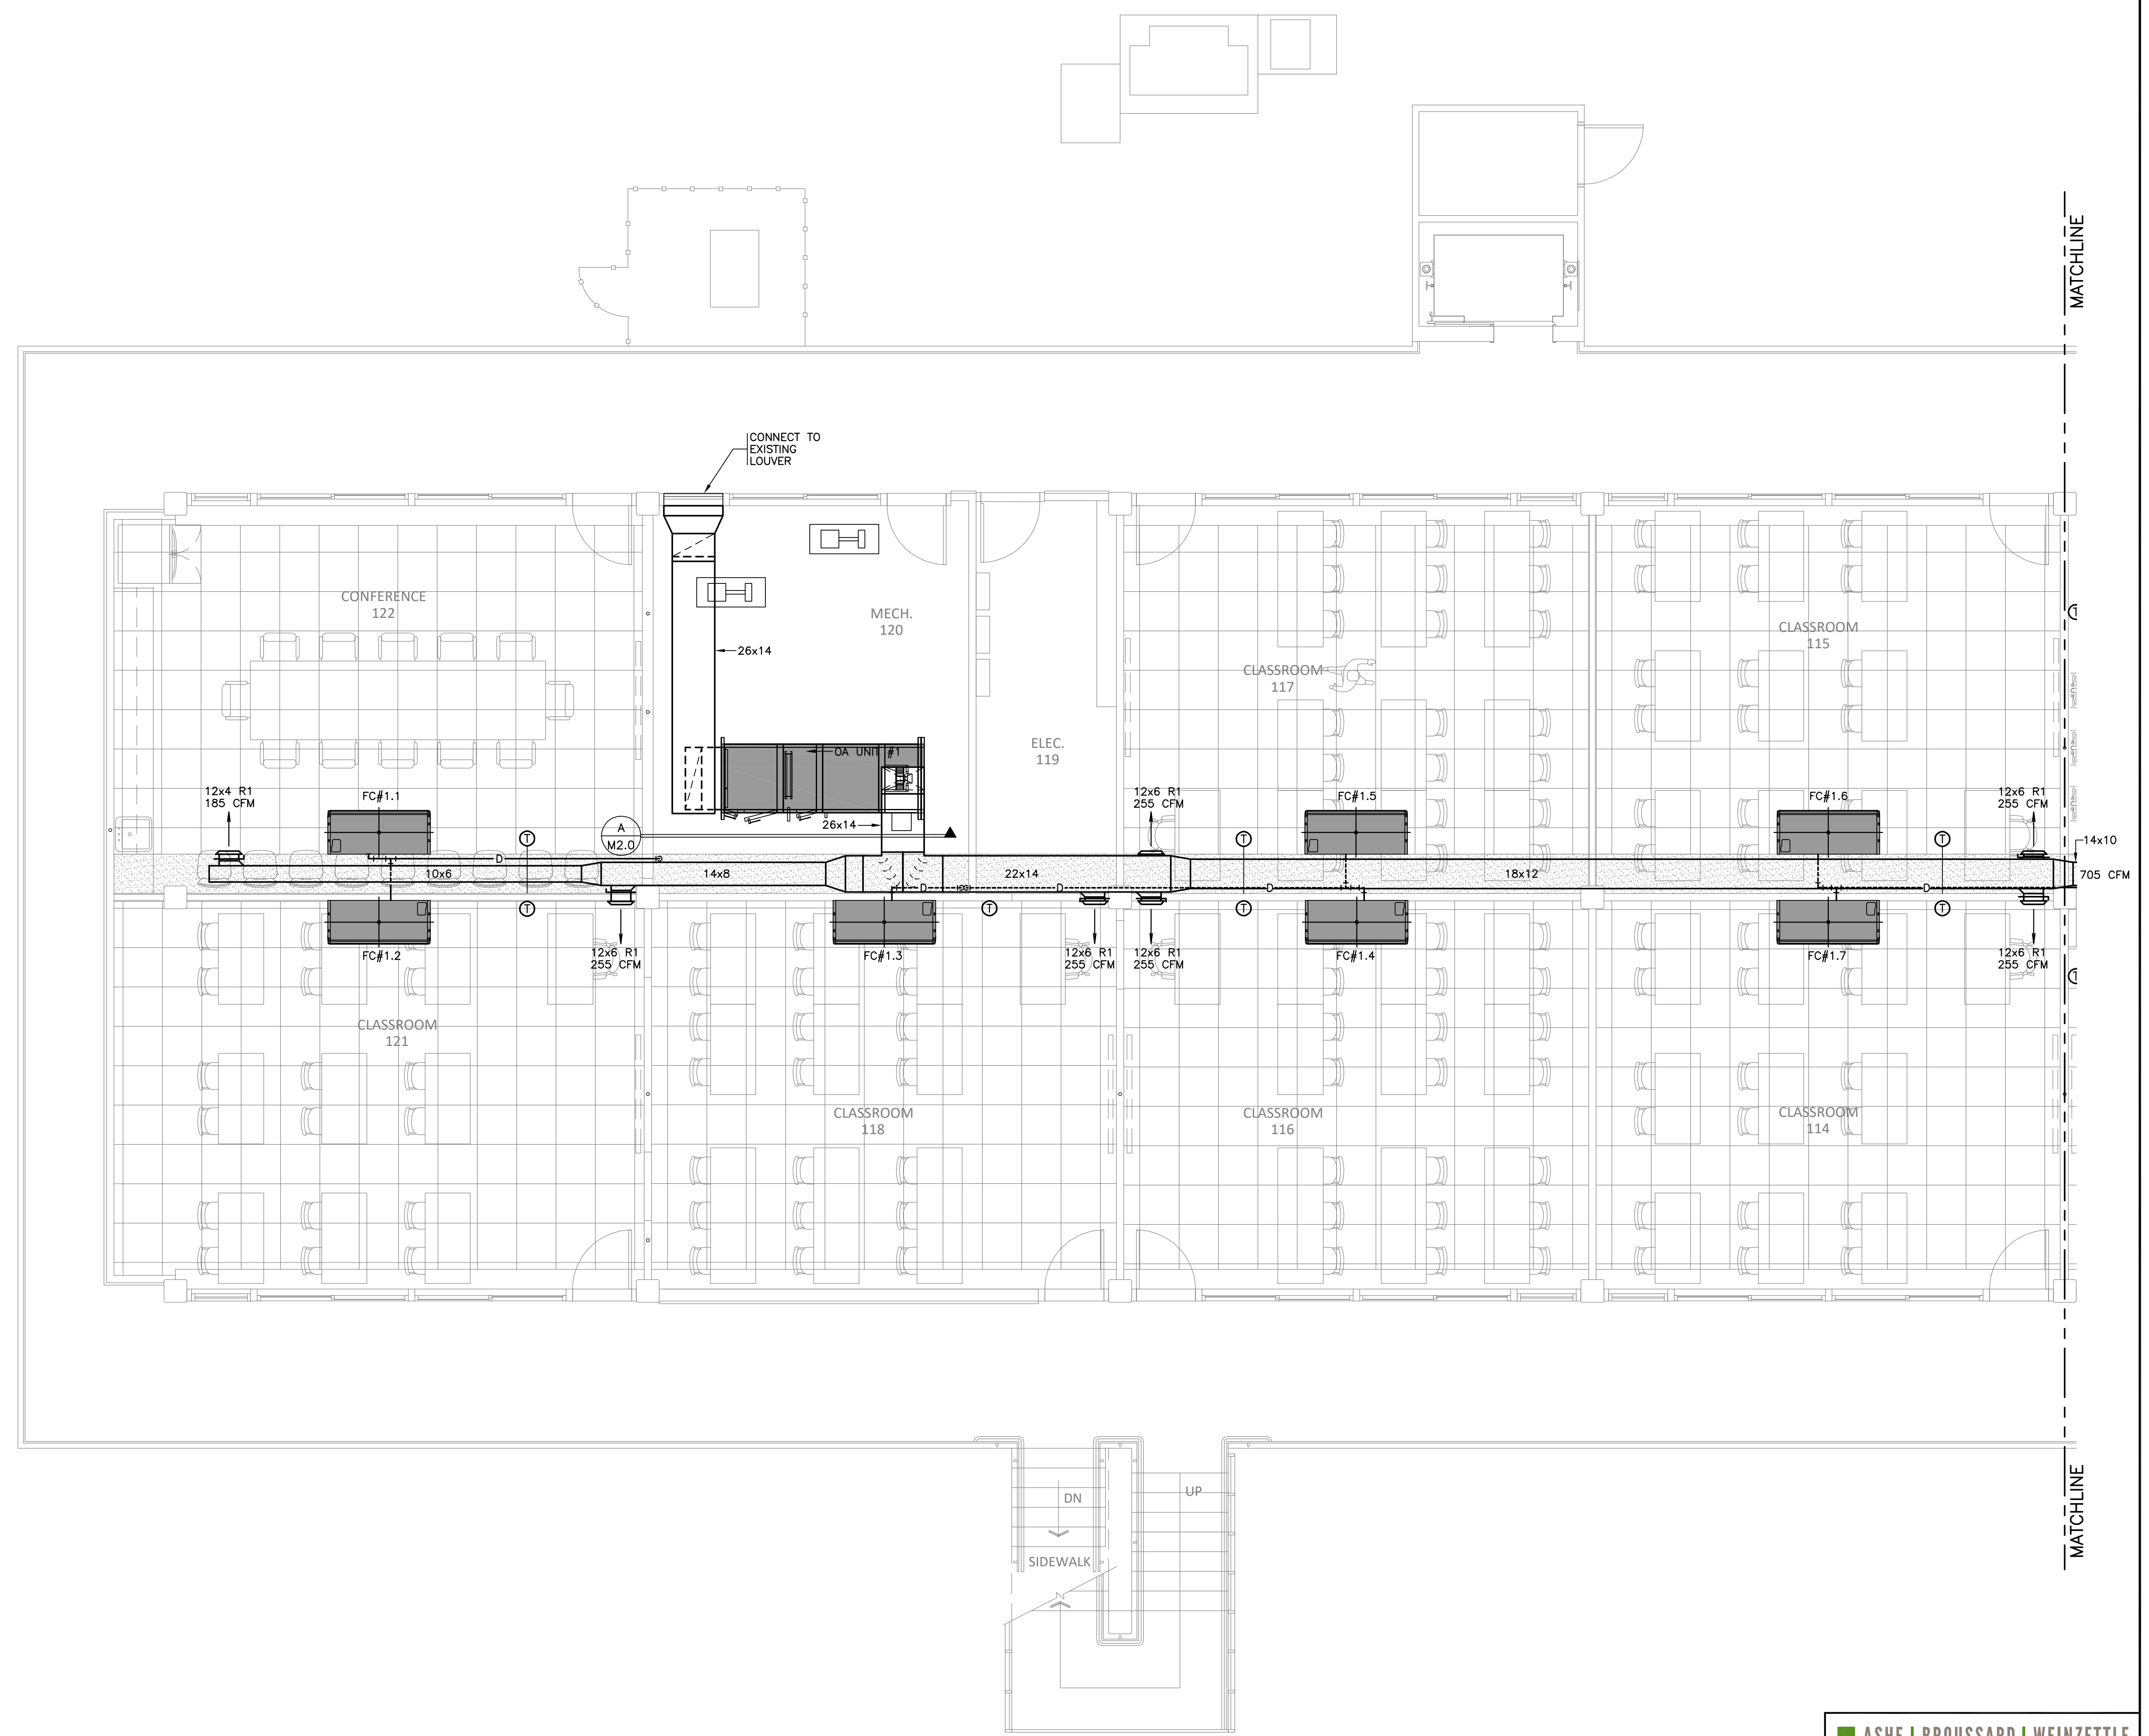 MATCHLINE
CONNECT TO
EXISTING
LOUVER
CONFERENCE
122
MECH.
120
26x14
CLASSROOM
117
CLASSROOM
115
T
OA UNIT #1
ELEC.
119
12x4 R1
185 CFM
FC#1.1
26x14
A
M2.0
12x6 R1
255 CFM
FC#1.5
FC#1.6
12x6 R1
255 CFM
14x10
705 CFM
T
T
T
D
10x6
14x8
22x14
18x12
D
D
D
D
T
T
T
T
FC#1.2
12x6 R1
255 CFM
FC#1.3
12x6 R1
255 CFM
12x6 R1
255 CFM
FC#1.4
FC#1.7
12x6 R1
255 CFM
T
CLASSROOM
121
CLASSROOM
118
CLASSROOM
116
CLASSROOM
114
DN
UP
SIDEWALK
MATCHLINE
ASHE | BROUSSARD | WEINZETTLE